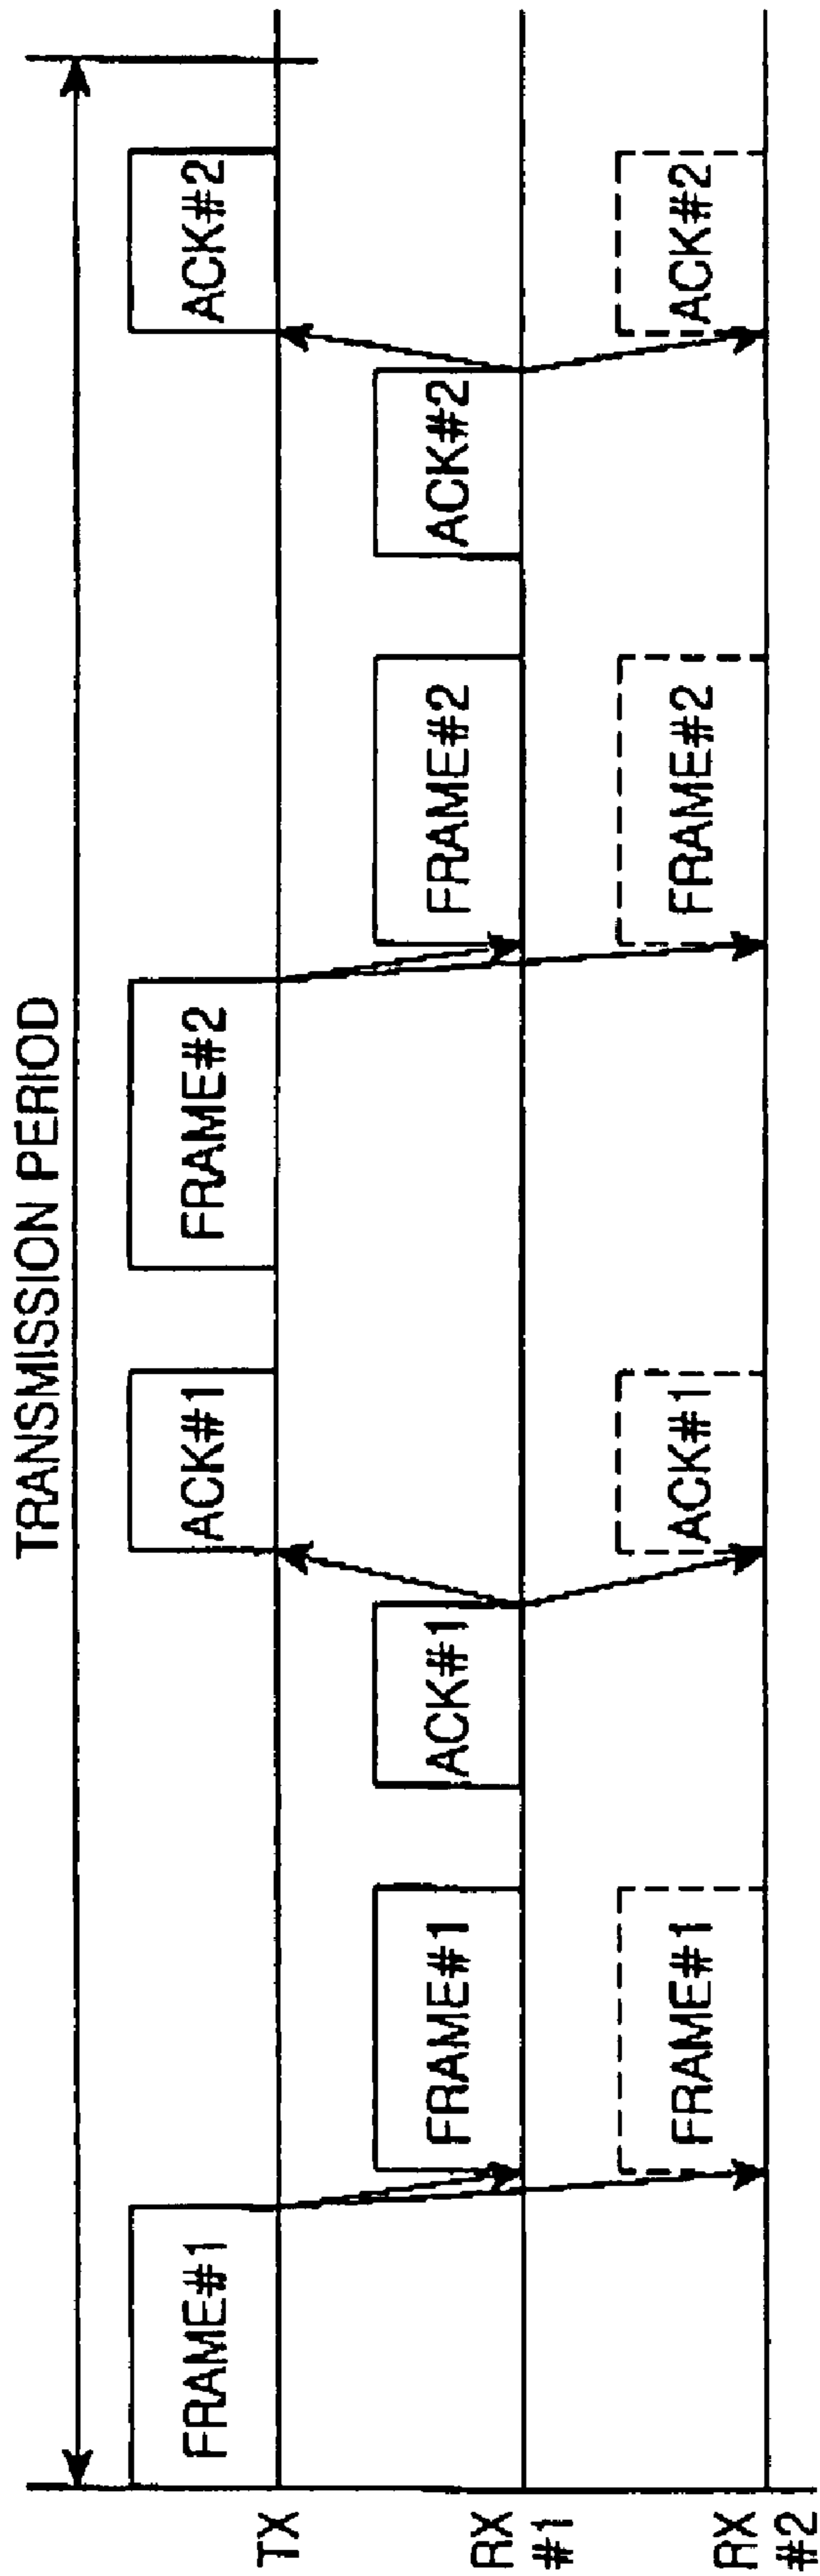 TRANSMISSION PERIOD
TX
FRAME#1
ACK#1
FRAME#2
ACK#2
RX
#1
FRAME#1
ACK#1
FRAME#2
ACK#2
RX
#2
FRAME#1
ACK#1
FRAME#2
ACK#2